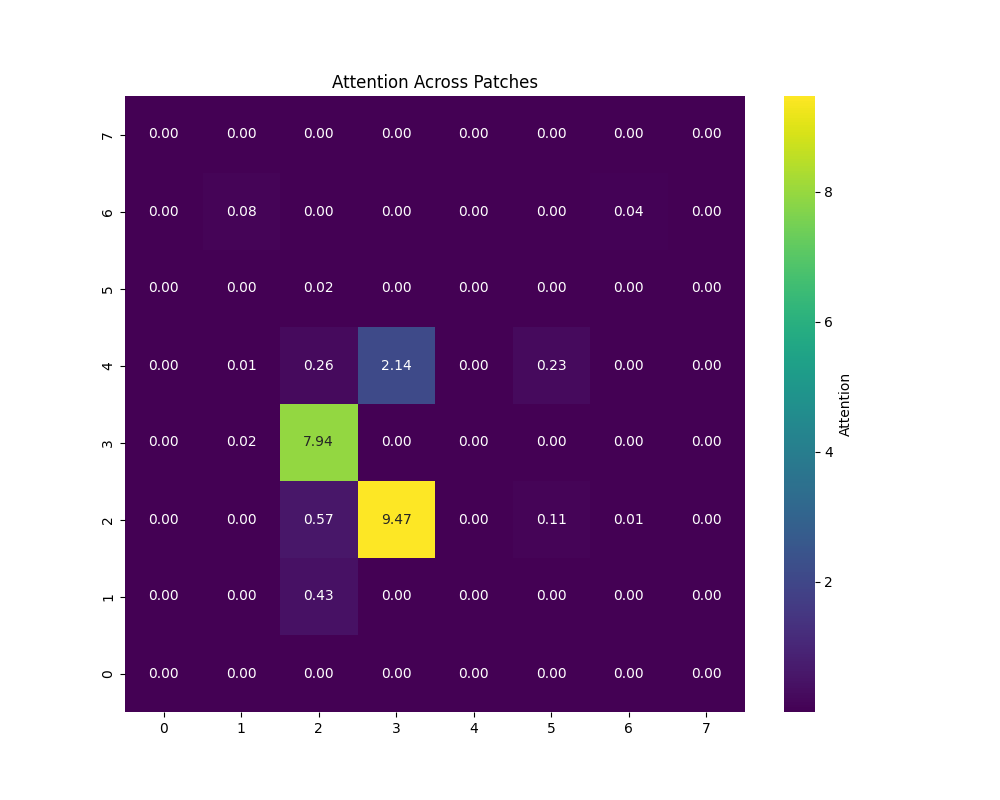 Attention Across Patches
7 0.00 0.00 0.00 0.00 0.00 0.00 0.00 0.00
6 0.00 0.08 0.00 0.00 0.00 0.00 0.04 0.00
5 0.00 0.00 0.02 0.00 0.00 0.00 0.00 0.00
4 0.00 0.01 0.26 2.14 0.00 0.23 0.00 0.00
3 0.00 0.02 7.94 0.00 0.00 0.00 0.00 0.00
2 0.00 0.00 0.57 9.47 0.00 0.11 0.01 0.00
1 0.00 0.00 0.43 0.00 0.00 0.00 0.00 0.00
0 0.00 0.00 0.00 0.00 0.00 0.00 0.00 0.00
0 1 2 3 4 5 6 7
8
6
4
2
Attention